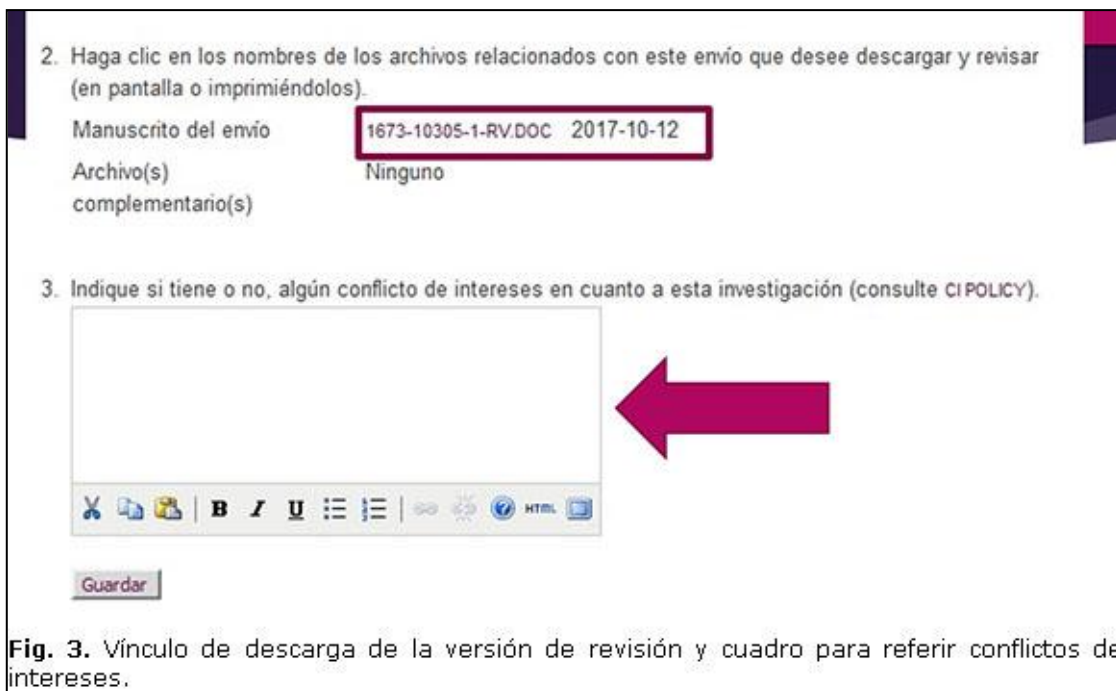 2. Haga clic en los nombres de los archivos relacionados con este envío que desee descargar y revisar
(en pantalla o imprimiéndolos).
Manuscrito del envío 1673-10305-1-RV.DOC 2017-10-12
Archivo(s) Ninguno
complementario(s)
3. Indique si tiene o no, algún conflicto de intereses en cuanto a esta investigación (consulte CI POLICY).
B I U HTML
Guardar
Fig. 3. Vínculo de descarga de la versión de revisión y cuadro para referir conflictos de
intereses.